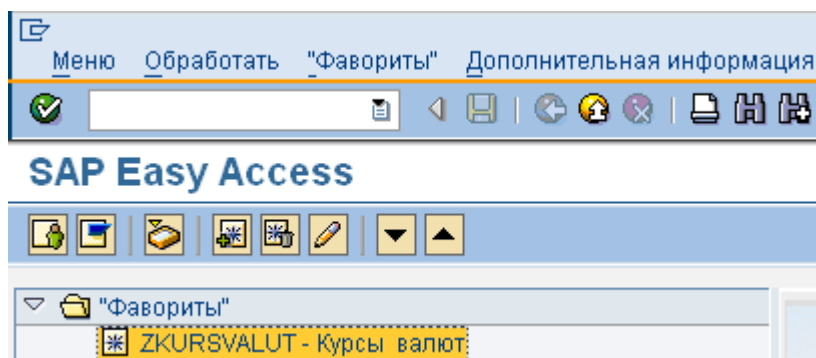 Меню Обработать "Фавориты" Дополнительная информация
SAP Easy Access
"Фавориты"
ZKURSVALUT - Курсы валют